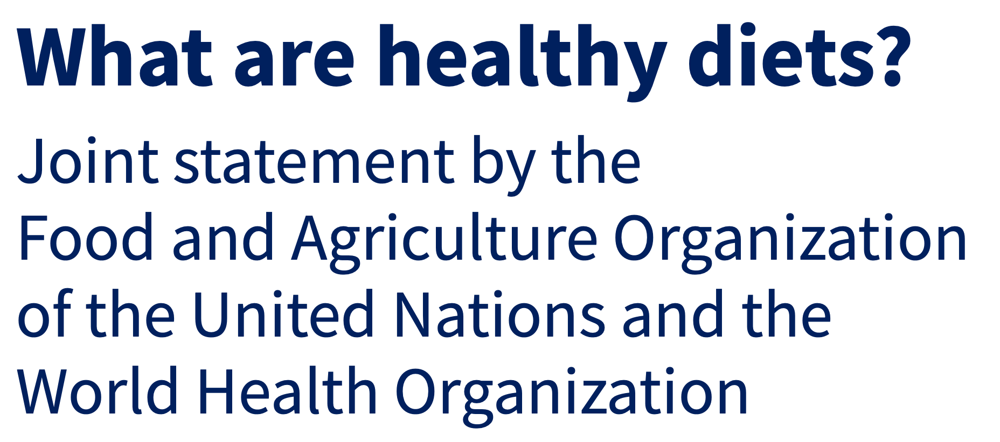 What are healthy diets?
Joint statement by the
Food and Agriculture Organization
of the United Nations and the
World Health Organization